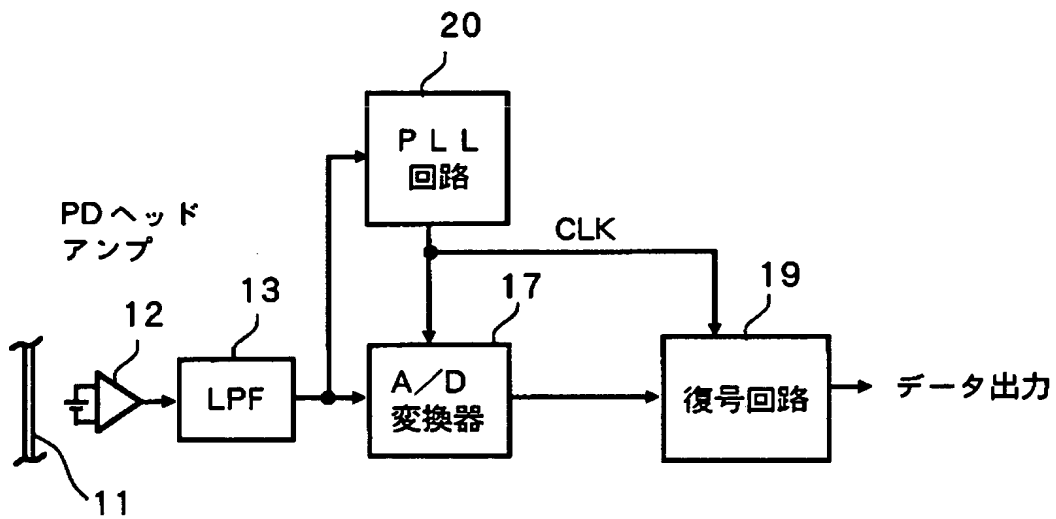 20
PLL
回路
PDヘッド
アンプ
CLK
12
13
17
19
LPF
A/D
変換器
復号回路
データ出力
11